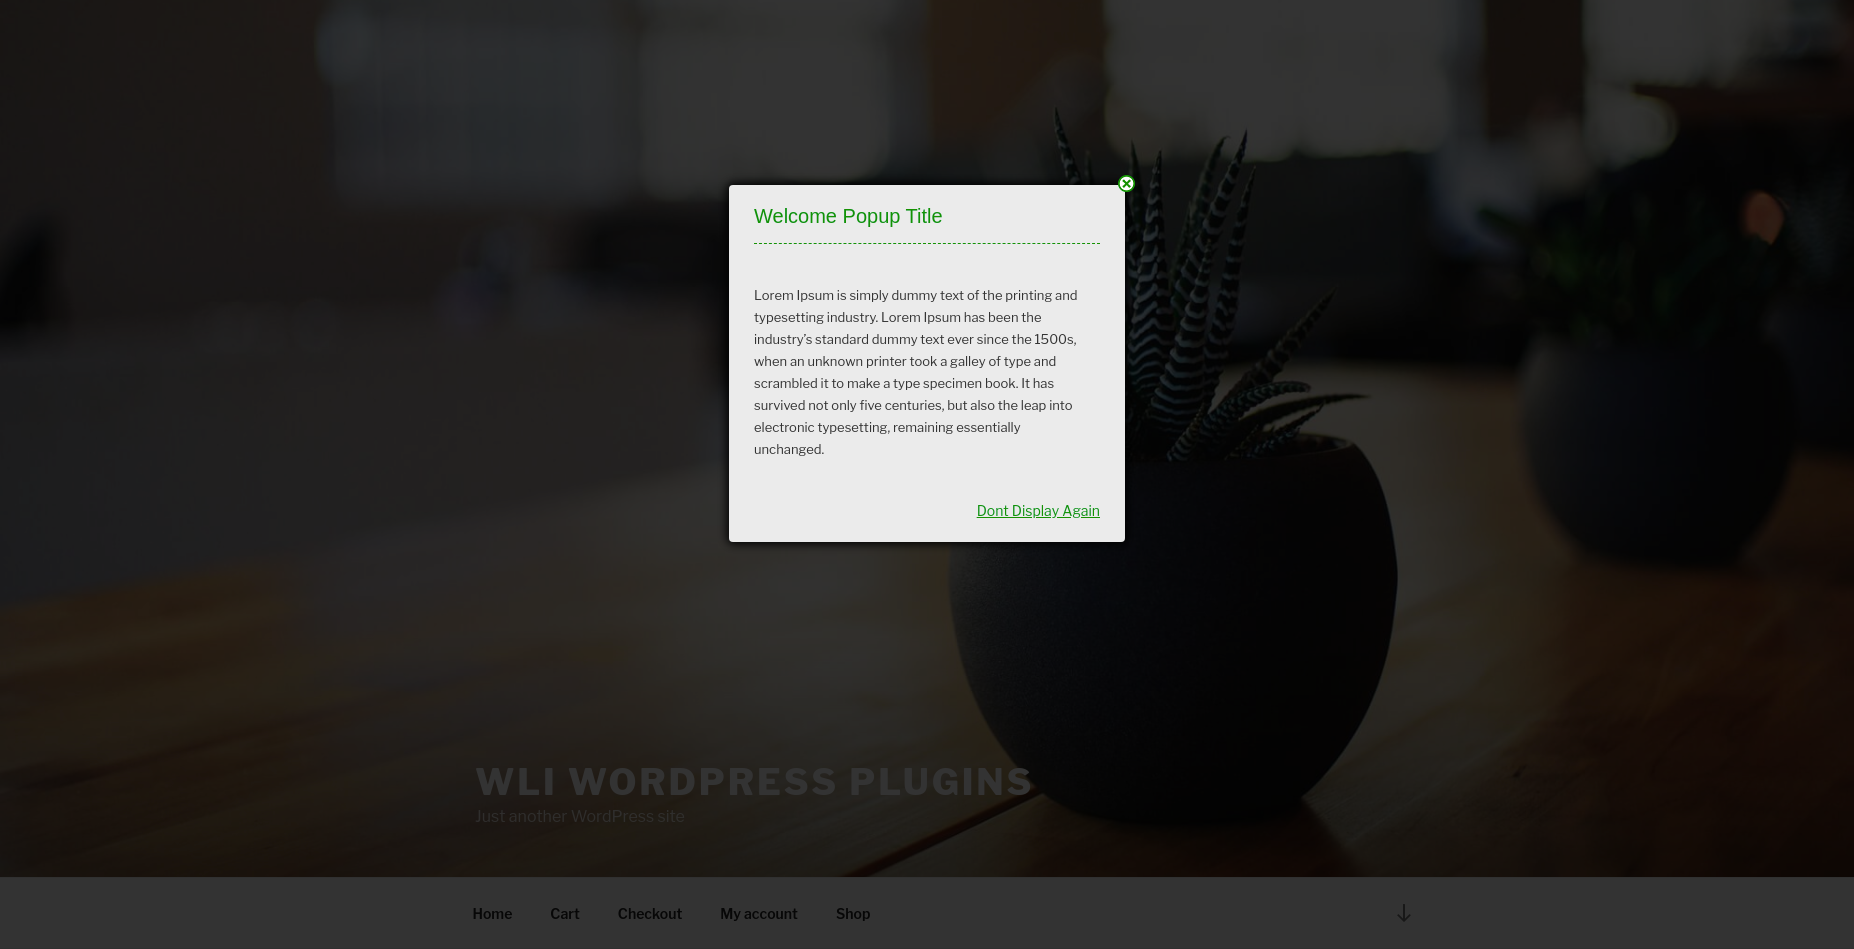 Welcome Popup Title
Lorem Ipsum is simply dummy text of the printing and
typesetting industry. Lorem Ipsum has been the
industry’s standard dummy text ever since the 1500s,
when an unknown printer took a galley of type and
scrambled it to make a type specimen book. It has
survived not only five centuries, but also the leap into
electronic typesetting, remaining essentially
unchanged.
Dont Display Again
WLI WORDPRESS PLUGINS
Just another WordPress site
Home Cart Checkout My account Shop